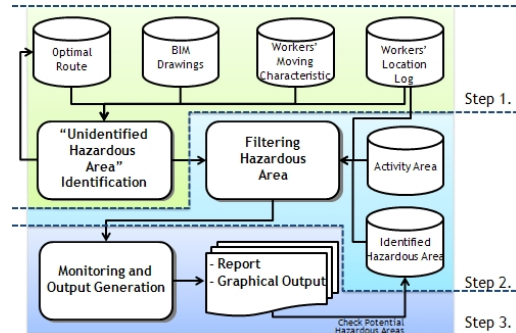 Optimal
Route
BIM
Drawings
Workers'
Moving
Characteristic
Workers'
Location
Log
Step 1.
"Unidentified
Hazardous
Area"
Identification
Filtering
Hazardous
Area
Activity Area
Identified
Hazardous Area
Step 2.
Monitoring and
Output Generation
- Report
- Graphical Output
Check Potential
Hazardous Areas
Step 3.